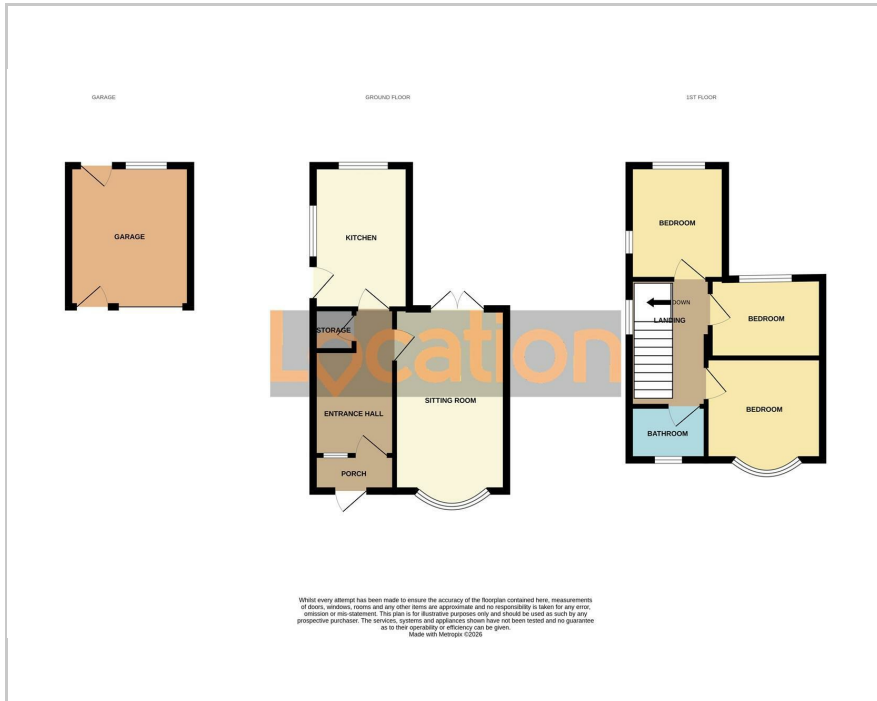 GARAGE
GROUND FLOOR
1ST FLOOR
GARAGE
KITCHEN
STORAGE
ENTRANCE HALL
SITTING ROOM
PORCH
BEDROOM
DOWN
LANDING
BEDROOM
BEDROOM
BATHROOM
Location
Whilst every attempt has been made to ensure the accuracy of the floorplan contained here, measurements
of doors, windows, rooms and any other items are approximate and no responsibility is taken for any error,
omission or mis-statement. This plan is for illustrative purposes only and should be used as such by any
prospective purchaser. The services, systems and appliances shown have not been tested and no guarantee
as to their operability or efficiency can be given.
Made with Metropix ©2026